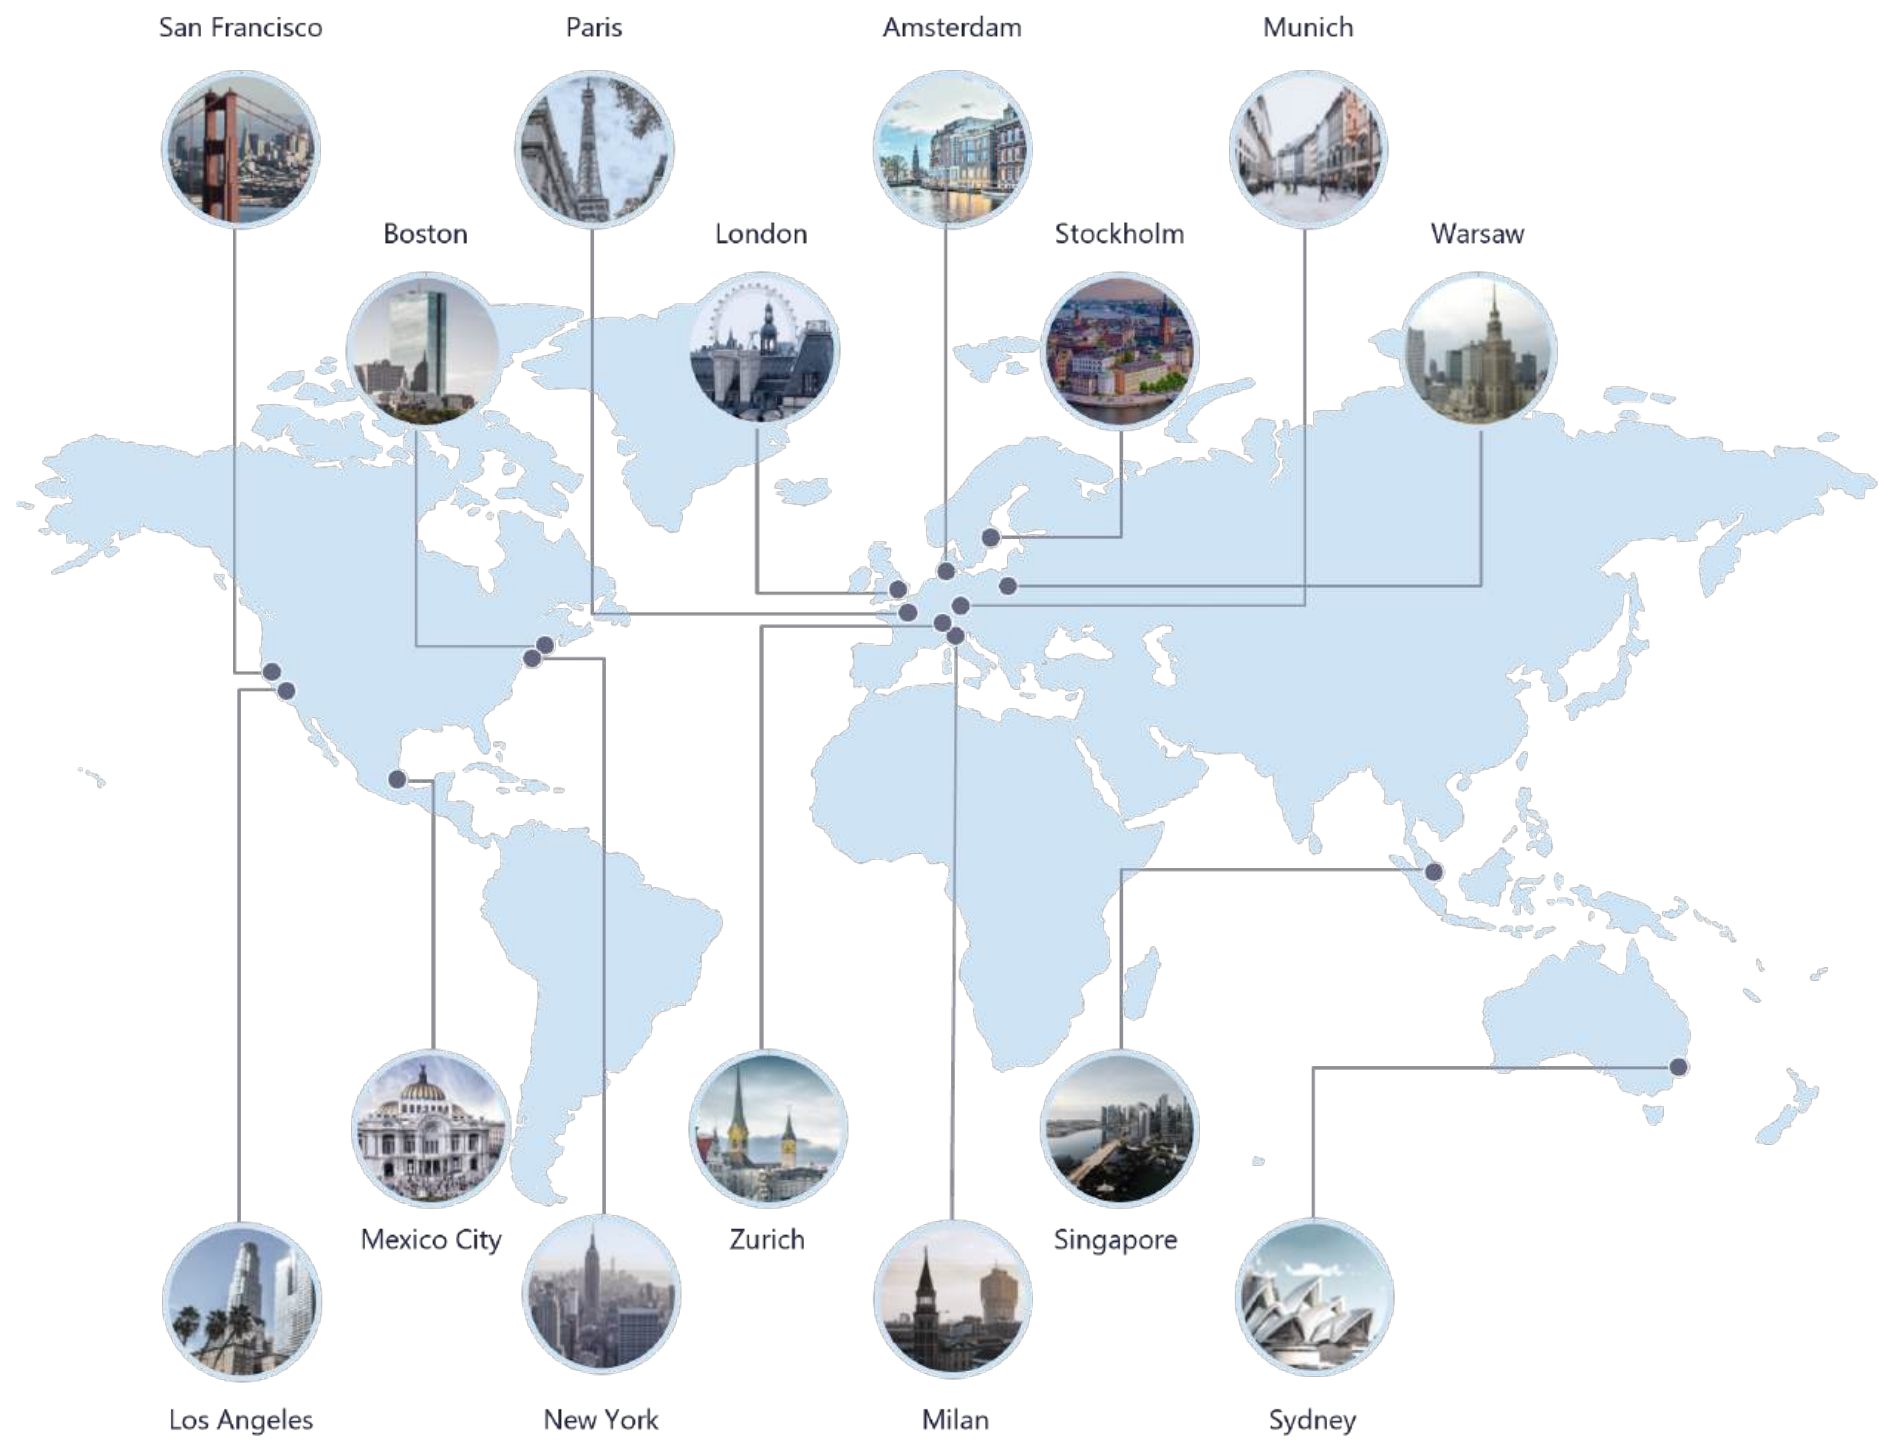 San Francisco
Paris
Amsterdam
Munich
Boston
London
Stockholm
Warsaw
Mexico City
Zurich
Singapore
Los Angeles
New York
Milan
Sydney